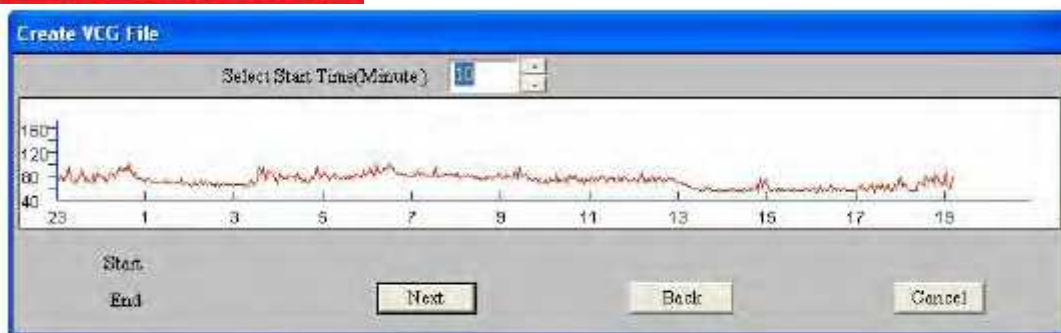 Create VCG File
Select Start Time(Minute) 10
160
120
80
40
23 1 3 5 7 9 11 13 15 17 19
Start
End Next Back Cancel